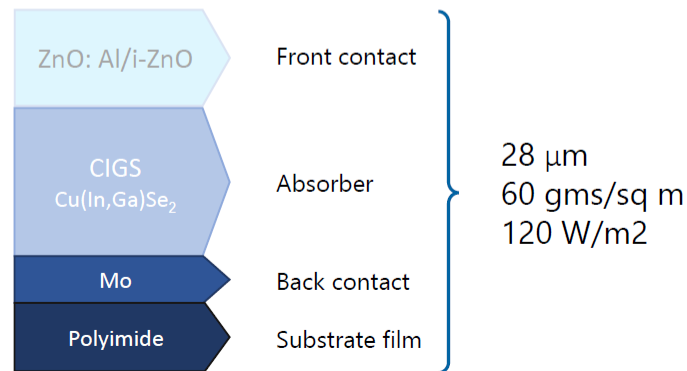 ZnO: Al/i-ZnO
Front contact
CIGS
Cu(In,Ga)Se₂
Absorber
Mo
Back contact
Polyimide
Substrate film
28 µm
60 gms/sq m
120 W/m2